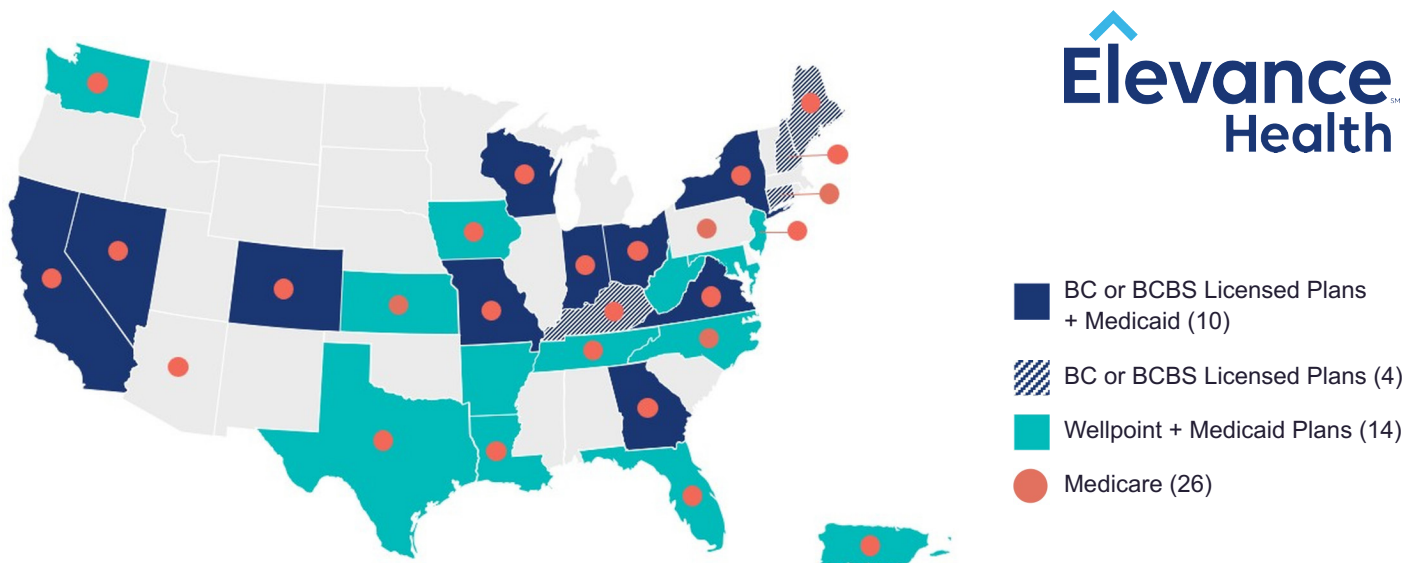 Elevance
SM
Health
BC or BCBS Licensed Plans
+ Medicaid (10)
BC or BCBS Licensed Plans (4)
Wellpoint + Medicaid Plans (14)
Medicare (26)